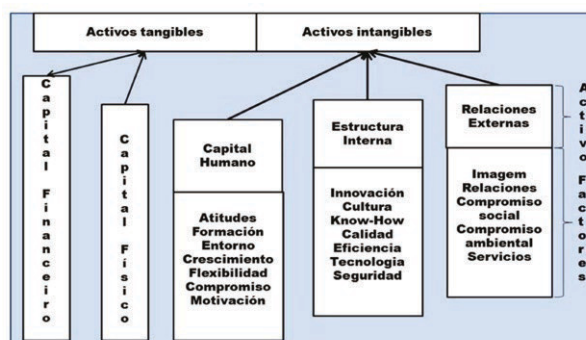 Activos tangibles
Activos intangibles
Capital Financeiro
Capital Físico
Capital
Humano
Atitudes
Formación
Entorno
Crescimiento
Flexibilidad
Compromiso
Motivación
Estructura
Interna
Innovación
Cultura
Know-How
Calidad
Eficiencia
Tecnologia
Seguridad
Relaciones
Externas
Imagem
Relaciones
Compromiso
social
Compromiso
ambiental
Servicios
Activo
Factores